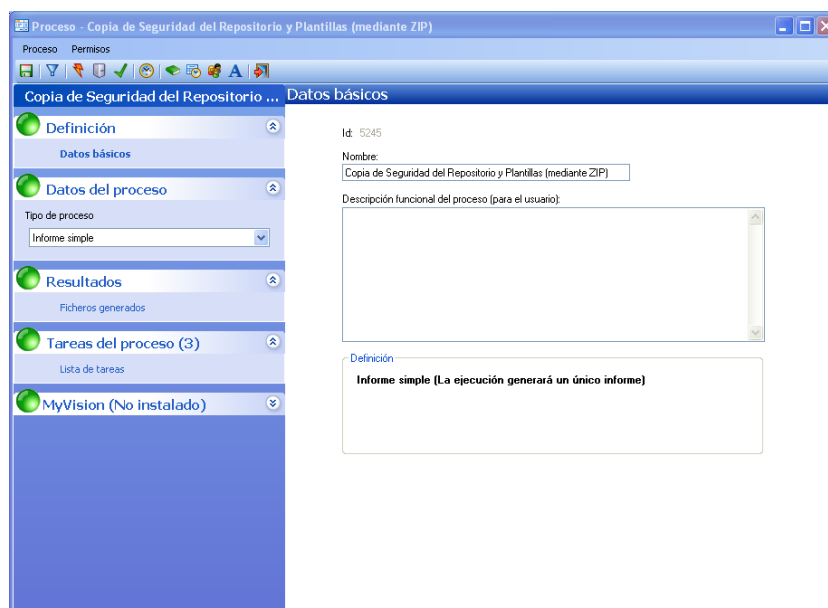 Proceso - Copia de Seguridad del Repositorio y Plantillas (mediante ZIP)
Proceso Permisos
A
Copia de Seguridad del Repositorio ...
Datos básicos
Definición
Datos básicos
Datos del proceso
Tipo de proceso
Informe simple
Resultados
Ficheros generados
Tareas del proceso (3)
Lista de tareas
MyVision (No instalado)
Id: 5245
Nombre:
Copia de Seguridad del Repositorio y Plantillas (mediante ZIP)
Descripción funcional del proceso (para el usuario):
Definición
Informe simple (La ejecución generará un único informe)